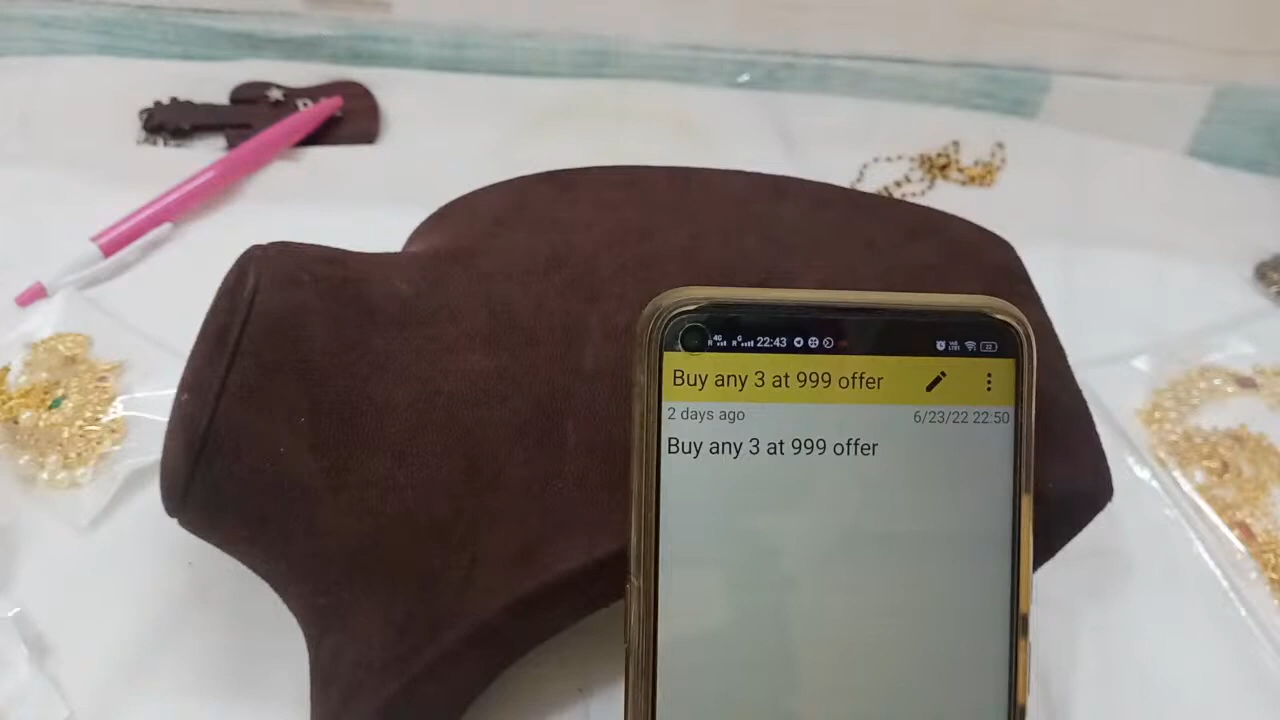 22:43
Buy any 3 at 999 offer
2 days ago 6/23/22 22:50
Buy any 3 at 999 offer